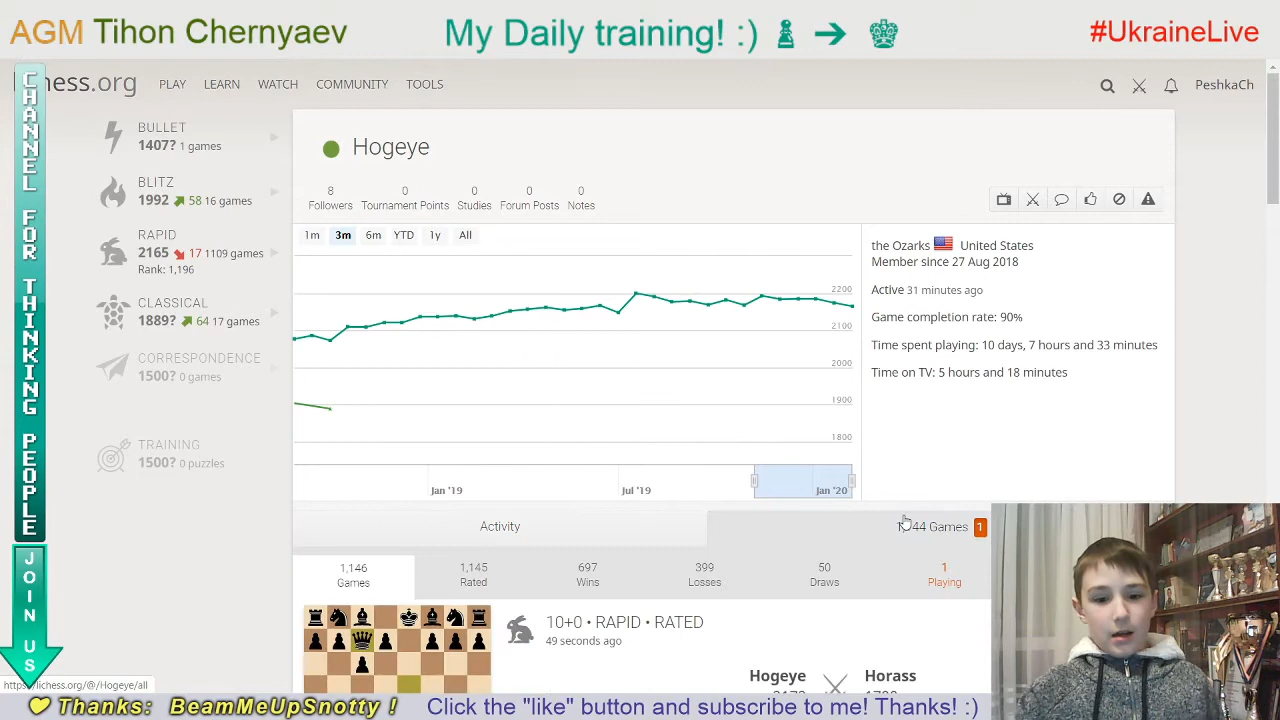 AGM Tihon Chernyaev
My Daily training! :)
#UkraineLive
CHANNEL FOR THINKING PEOPLE
JOIN US
hess.org
PLAY
LEARN
WATCH
COMMUNITY
TOOLS
PeshkaCh
BULLET
1407? 1 games
BLITZ
1992 58 16 games
RAPID
2165 17 1109 games
Rank: 1,196
CLASSICAL
1889? 64 17 games
CORRESPONDENCE
1500? 0 games
TRAINING
1500? 0 puzzles
Hogeye
8 Followers
0 Tournament Points
0 Studies
0 Forum Posts
0 Notes
1m 3m 6m YTD 1y All
2200
2100
2000
1900
1800
Jan '19
Jul '19
Jan '20
the Ozarks United States
Member since 27 Aug 2018
Active 31 minutes ago
Game completion rate: 90%
Time spent playing: 10 days, 7 hours and 33 minutes
Time on TV: 5 hours and 18 minutes
Activity
44 Games 1
1,146 Games
1,145 Rated
697 Wins
399 Losses
50 Draws
1 Playing
10+0 • RAPID • RATED
49 seconds ago
Hogeye
Horass
https://lichess.org/@/Hogeye/all
Thanks: BeamMeUpSnotty !
Click the "like" button and subscribe to me! Thanks! :)